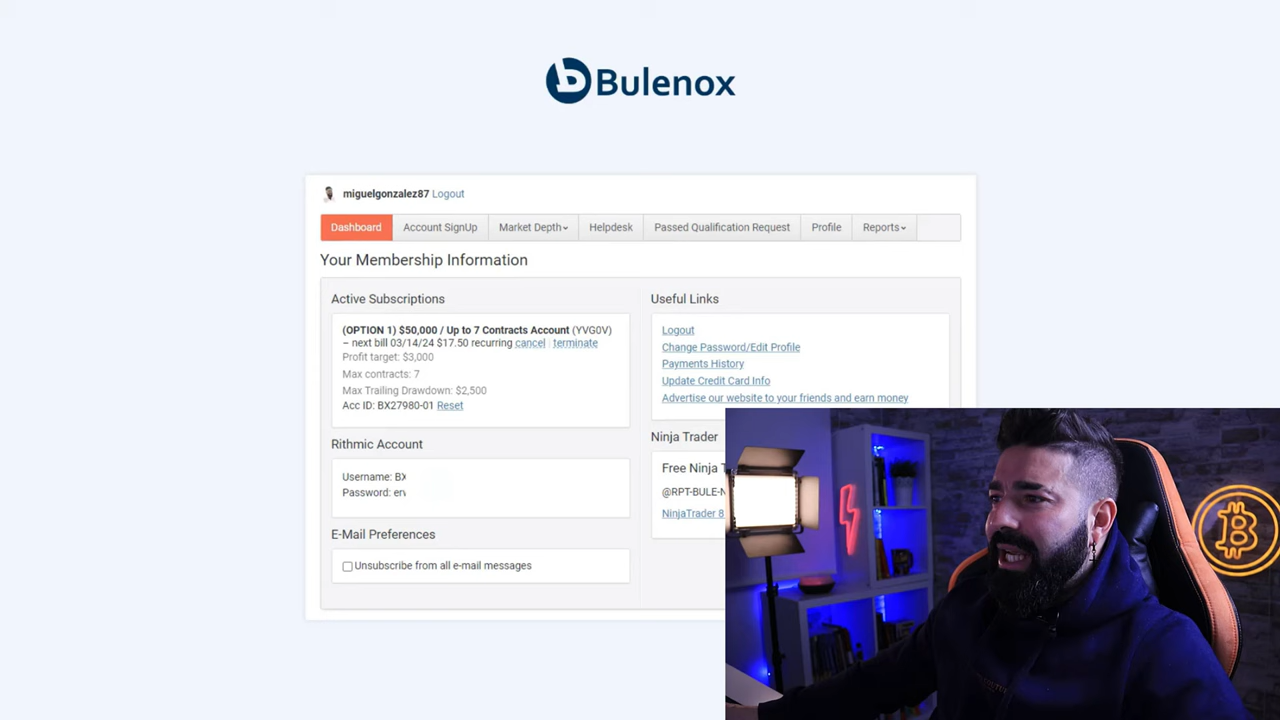 Bulenox
miguelgonzalez87 Logout
Dashboard
Account SignUp
Market Depth
Helpdesk
Passed Qualification Request
Profile
Reports
Your Membership Information
Active Subscriptions
(OPTION 1) $50,000 / Up to 7 Contracts Account (YVG0V)
– next bill 03/14/24 $17.50 recurring cancel terminate
Profit target: $3,000
Max contracts: 7
Max Trailing Drawdown: $2,500
Acc ID: BX27980-01 Reset
Rithmic Account
Username: BX
Password: erv
E-Mail Preferences
Unsubscribe from all e-mail messages
Useful Links
Logout
Change Password/Edit Profile
Payments History
Update Credit Card Info
Advertise our website to your friends and earn money
Ninja Trader
Free Ninja T
@RPT-BULE-N
NinjaTrader 8